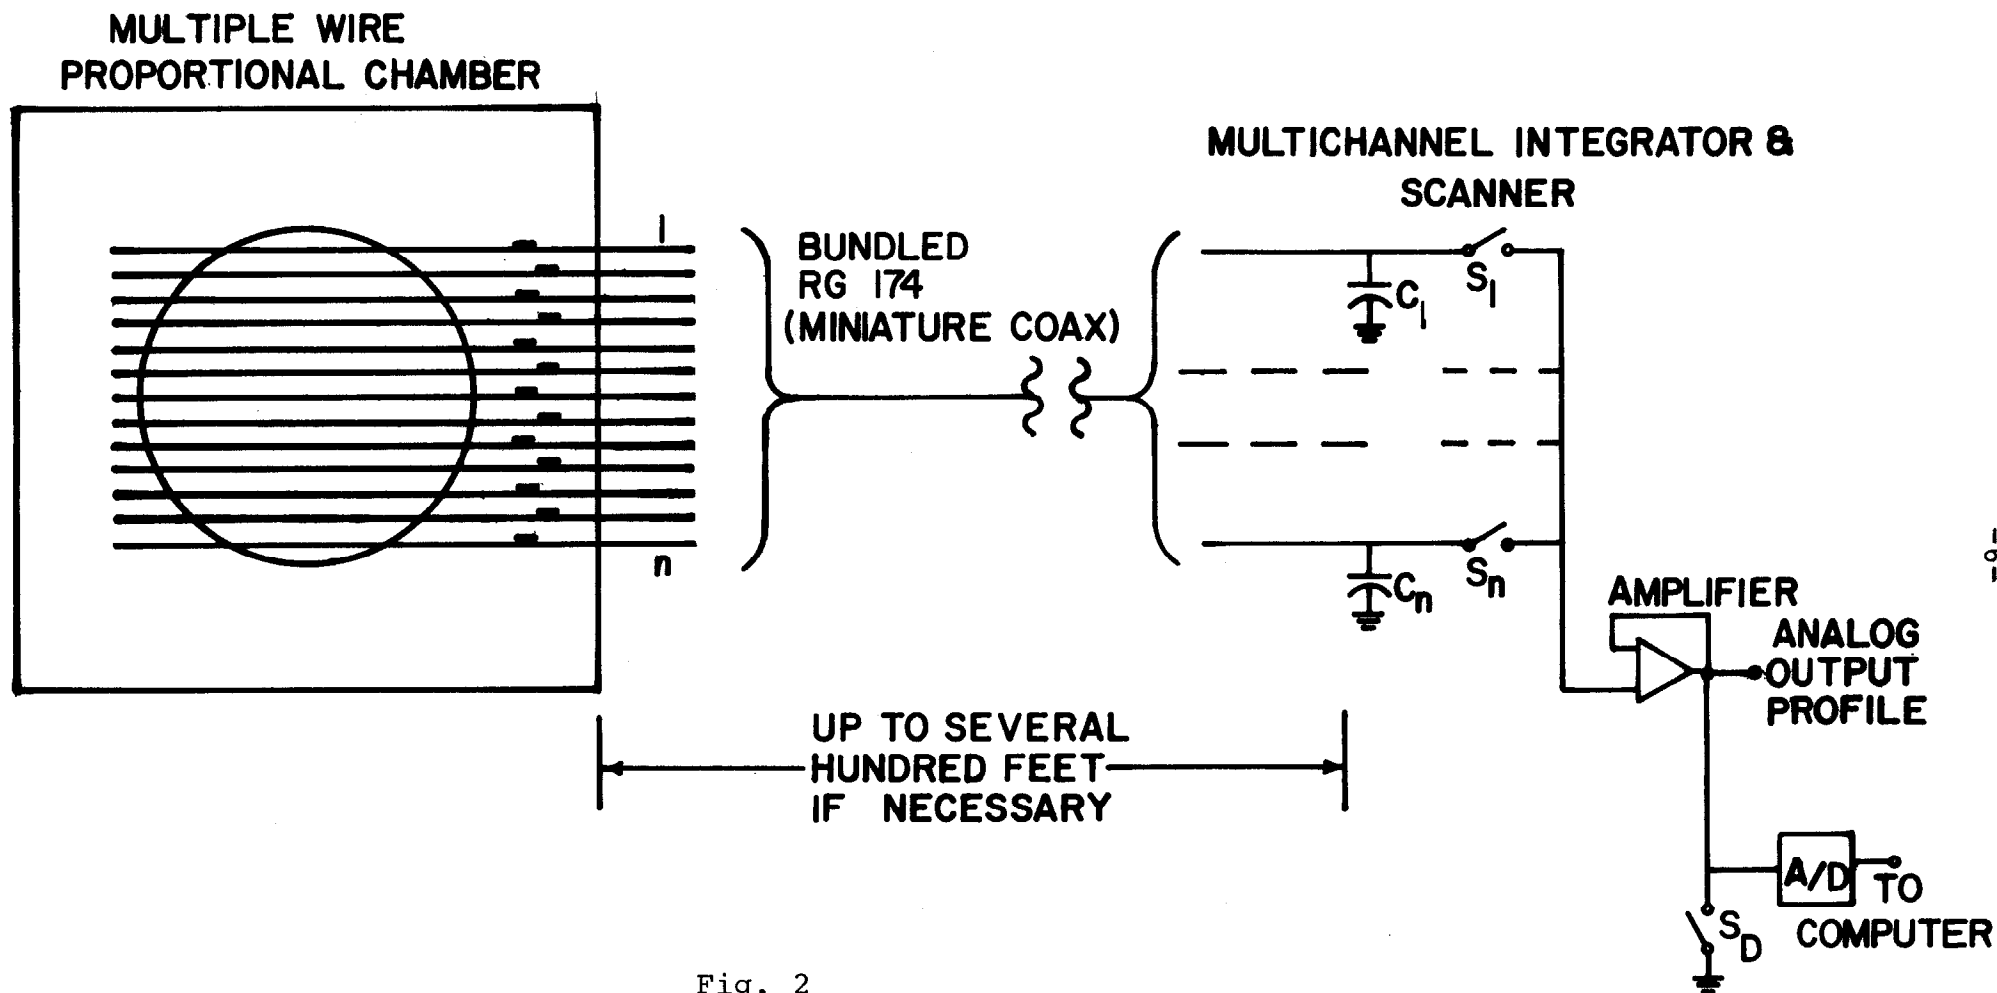 MULTIPLE WIRE
PROPORTIONAL CHAMBER
MULTICHANNEL INTEGRATOR &
SCANNER
1
BUNDLED
RG 174
(MINIATURE COAX)
S1
C1
n
Sn
Cn
-9-
AMPLIFIER
ANALOG
OUTPUT
PROFILE
UP TO SEVERAL
HUNDRED FEET
IF NECESSARY
A/D
TO
COMPUTER
SD
Fig. 2